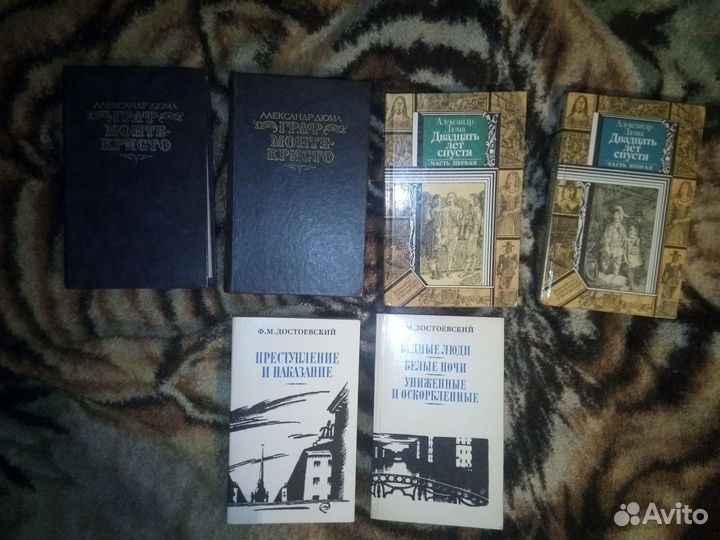 АЛЕКСАНДР ДЮМА
ГРАФ
МОНТЕ-
КРИСТО
АЛЕКСАНДР ДЮМА
ГРАФ
МОНТЕ-
КРИСТО
Александр
Дюма
Двадцать
лет
спустя
ЧАСТЬ ПЕРВАЯ
Александр
Дюма
Двадцать
лет
спустя
ЧАСТЬ ВТОРАЯ
Ф.М.ДОСТОЕВСКИЙ
ПРЕСТУПЛЕНИЕ
И НАКАЗАНИЕ
М.ДОСТОЕВСКИЙ
БЕДНЫЕ ЛЮДИ
БЕЛЫЕ НОЧИ
УНИЖЕННЫЕ
И ОСКОРБЛЕННЫЕ
Avito